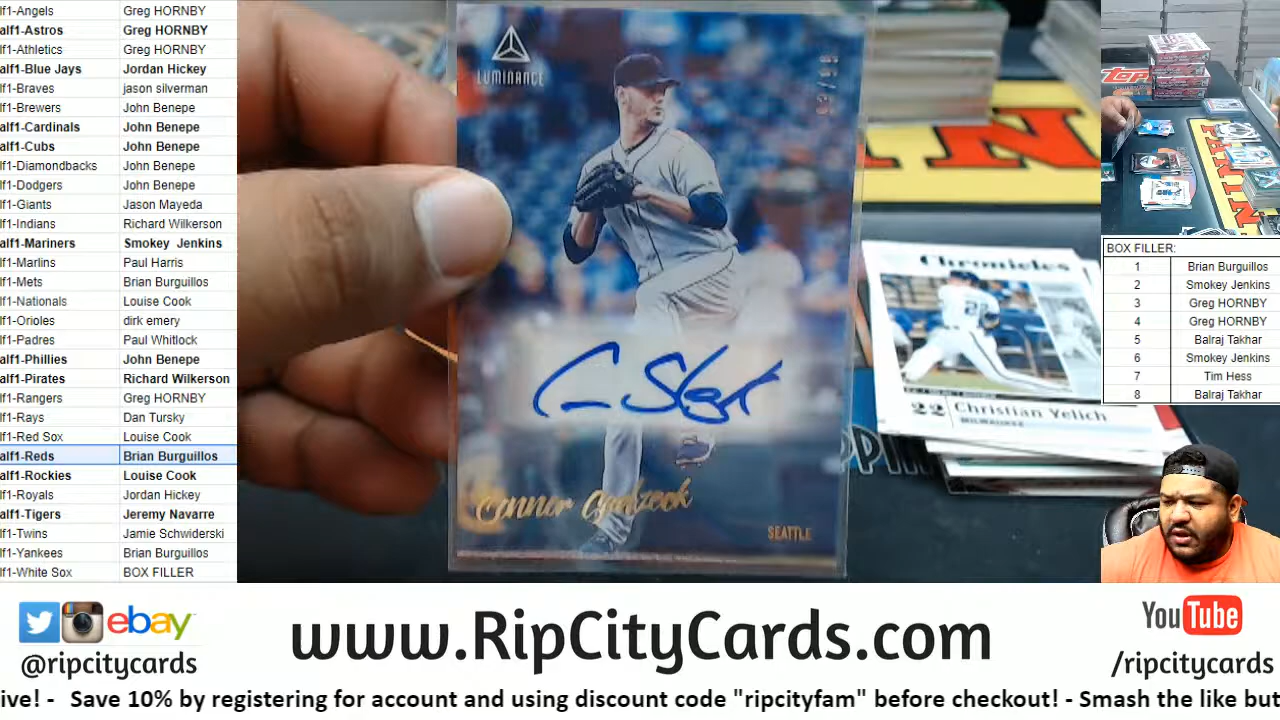 lf1-Angels Greg HORNBY
alf1-Astros Greg HORNBY
lf1-Athletics Greg HORNBY
alf1-Blue Jays Jordan Hickey
lf1-Braves jason silverman
lf1-Brewers John Benepe
alf1-Cardinals John Benepe
alf1-Cubs John Benepe
lf1-Diamondbacks John Benepe
lf1-Dodgers John Benepe
lf1-Giants Jason Mayeda
lf1-Indians Richard Wilkerson
alf1-Mariners Smokey Jenkins
lf1-Marlins Paul Harris
lf1-Mets Brian Burguillos
lf1-Nationals Louise Cook
lf1-Orioles dirk emery
lf1-Padres Paul Whitlock
alf1-Phillies John Benepe
alf1-Pirates Richard Wilkerson
lf1-Rangers Greg HORNBY
lf1-Rays Dan Tursky
lf1-Red Sox Louise Cook
alf1-Reds Brian Burguillos
alf1-Rockies Louise Cook
lf1-Royals Jordan Hickey
alf1-Tigers Jeremy Navarre
lf1-Twins Jamie Schwiderski
lf1-Yankees Brian Burguillos
lf1-White Sox BOX FILLER
LUMINANCE
SEATTLE
Chronicles
22 Christian Yelich
MILWAUKEE
BOX FILLER:
1 Brian Burguillos
2 Smokey Jenkins
3 Greg HORNBY
4 Greg HORNBY
5 Balraj Takhar
6 Smokey Jenkins
7 Tim Hess
8 Balraj Takhar
ebay
@ripcitycards
www.RipCityCards.com
YouTube
/ripcitycards
ive! - Save 10% by registering for account and using discount code "ripcityfam" before checkout! - Smash the like but